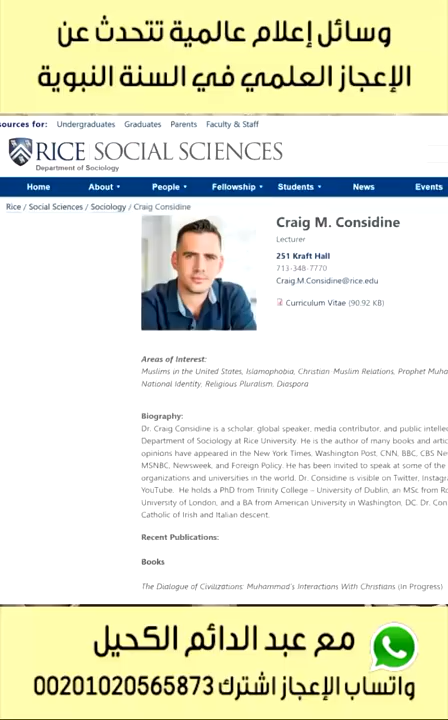 وسائل إعلام عالمية تتحدث عن
الإعجاز العلمي في السنة النبوية
sources for: Undergraduates Graduates Parents Faculty & Staff
RICE SOCIAL SCIENCES
Department of Sociology
Home About People Fellowship Students News Events
Rice / Social Sciences / Sociology / Craig Considine
Craig M. Considine
Lecturer
251 Kraft Hall
713-348-7770
Craig.M.Considine@rice.edu
Curriculum Vitae (90.92 KB)
Areas of Interest:
Muslims in the United States, Islamophobia, Christian-Muslim Relations, Prophet Muha
National Identity, Religious Pluralism, Diaspora
Biography:
Dr. Craig Considine is a scholar, global speaker, media contributor, and public intelle
Department of Sociology at Rice University. He is the author of many books and artic
opinions have appeared in the New York Times, Washington Post, CNN, BBC, CBS Ne
MSNBC, Newsweek, and Foreign Policy. He has been invited to speak at some of the
organizations and universities in the world. Dr. Considine is visible on Twitter, Instag
YouTube. He holds a PhD from Trinity College – University of Dublin, an MSc from Ro
University of London, and a BA from American University in Washington, DC. Dr. Con
Catholic of Irish and Italian descent.
Recent Publications:
Books
The Dialogue of Civilizations: Muhammad's Interactions With Christians (In Progress)
مع عبد الدائم الكحيل
واتساب الإعجاز اشترك 00201020565873